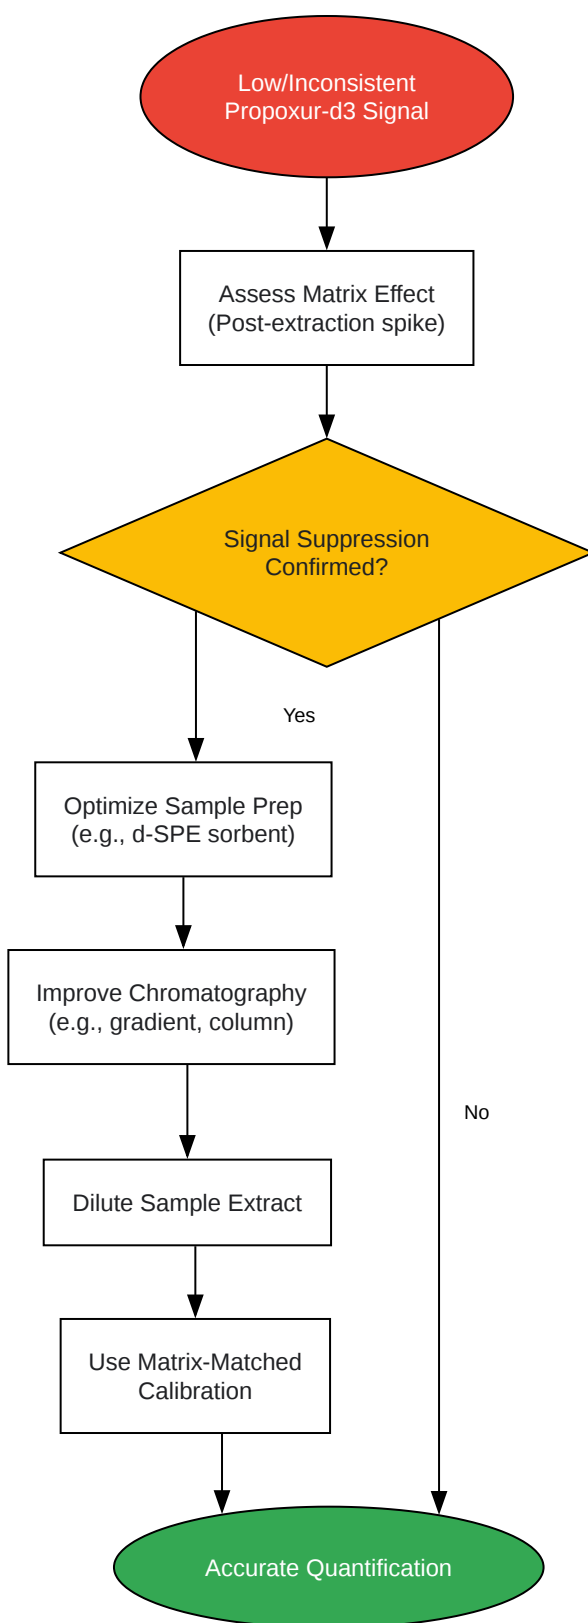 Low/Inconsistent
Propoxur-d3 Signal
Assess Matrix Effect
(Post-extraction spike)
Signal Suppression
Confirmed?
Yes
Optimize Sample Prep
(e.g., d-SPE sorbent)
Improve Chromatography
(e.g., gradient, column)
No
Dilute Sample Extract
Use Matrix-Matched
Calibration
Accurate Quantification